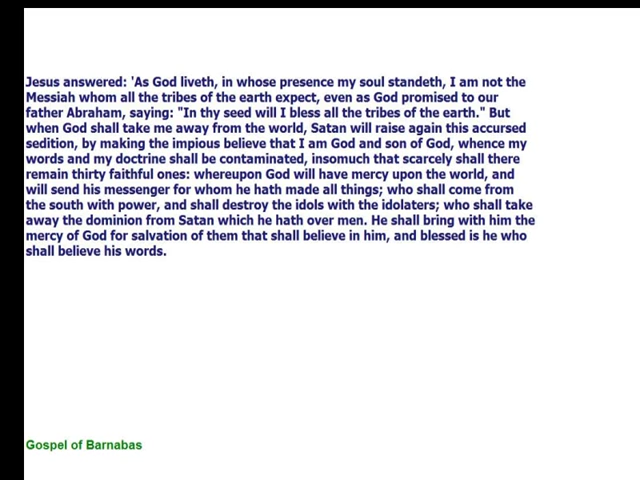 Jesus answered: 'As God liveth, in whose presence my soul standeth, I am not the
Messiah whom all the tribes of the earth expect, even as God promised to our
father Abraham, saying: "In thy seed will I bless all the tribes of the earth." But
when God shall take me away from the world, Satan will raise again this accursed
sedition, by making the impious believe that I am God and son of God, whence my
words and my doctrine shall be contaminated, insomuch that scarcely shall there
remain thirty faithful ones: whereupon God will have mercy upon the world, and
will send his messenger for whom he hath made all things; who shall come from
the south with power, and shall destroy the idols with the idolaters; who shall take
away the dominion from Satan which he hath over men. He shall bring with him the
mercy of God for salvation of them that shall believe in him, and blessed is he who
shall believe his words.
Gospel of Barnabas